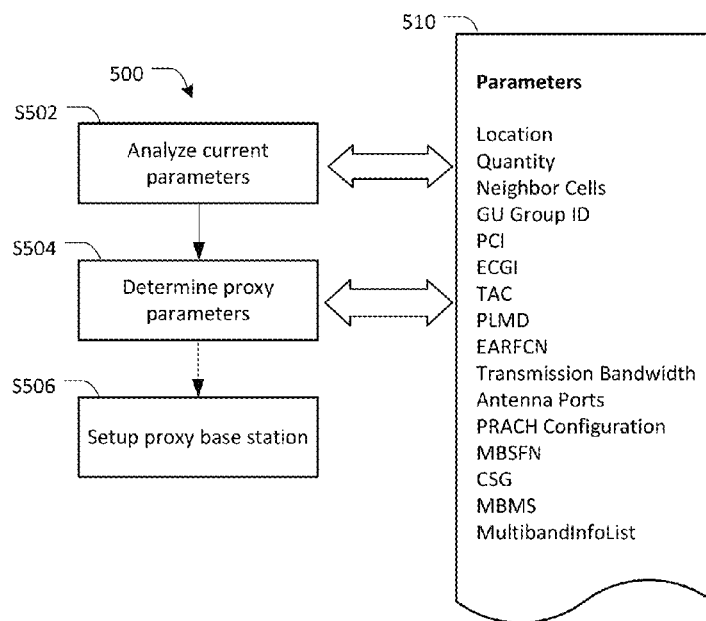 510
500
S502
Analyze current
parameters
S504
Determine proxy
parameters
S506
Setup proxy base station
Parameters
Location
Quantity
Neighbor Cells
GU Group ID
PCI
ECGI
TAC
PLMD
EARFCN
Transmission Bandwidth
Antenna Ports
PRACH Configuration
MBSFN
CSG
MBMS
MultibandInfoList